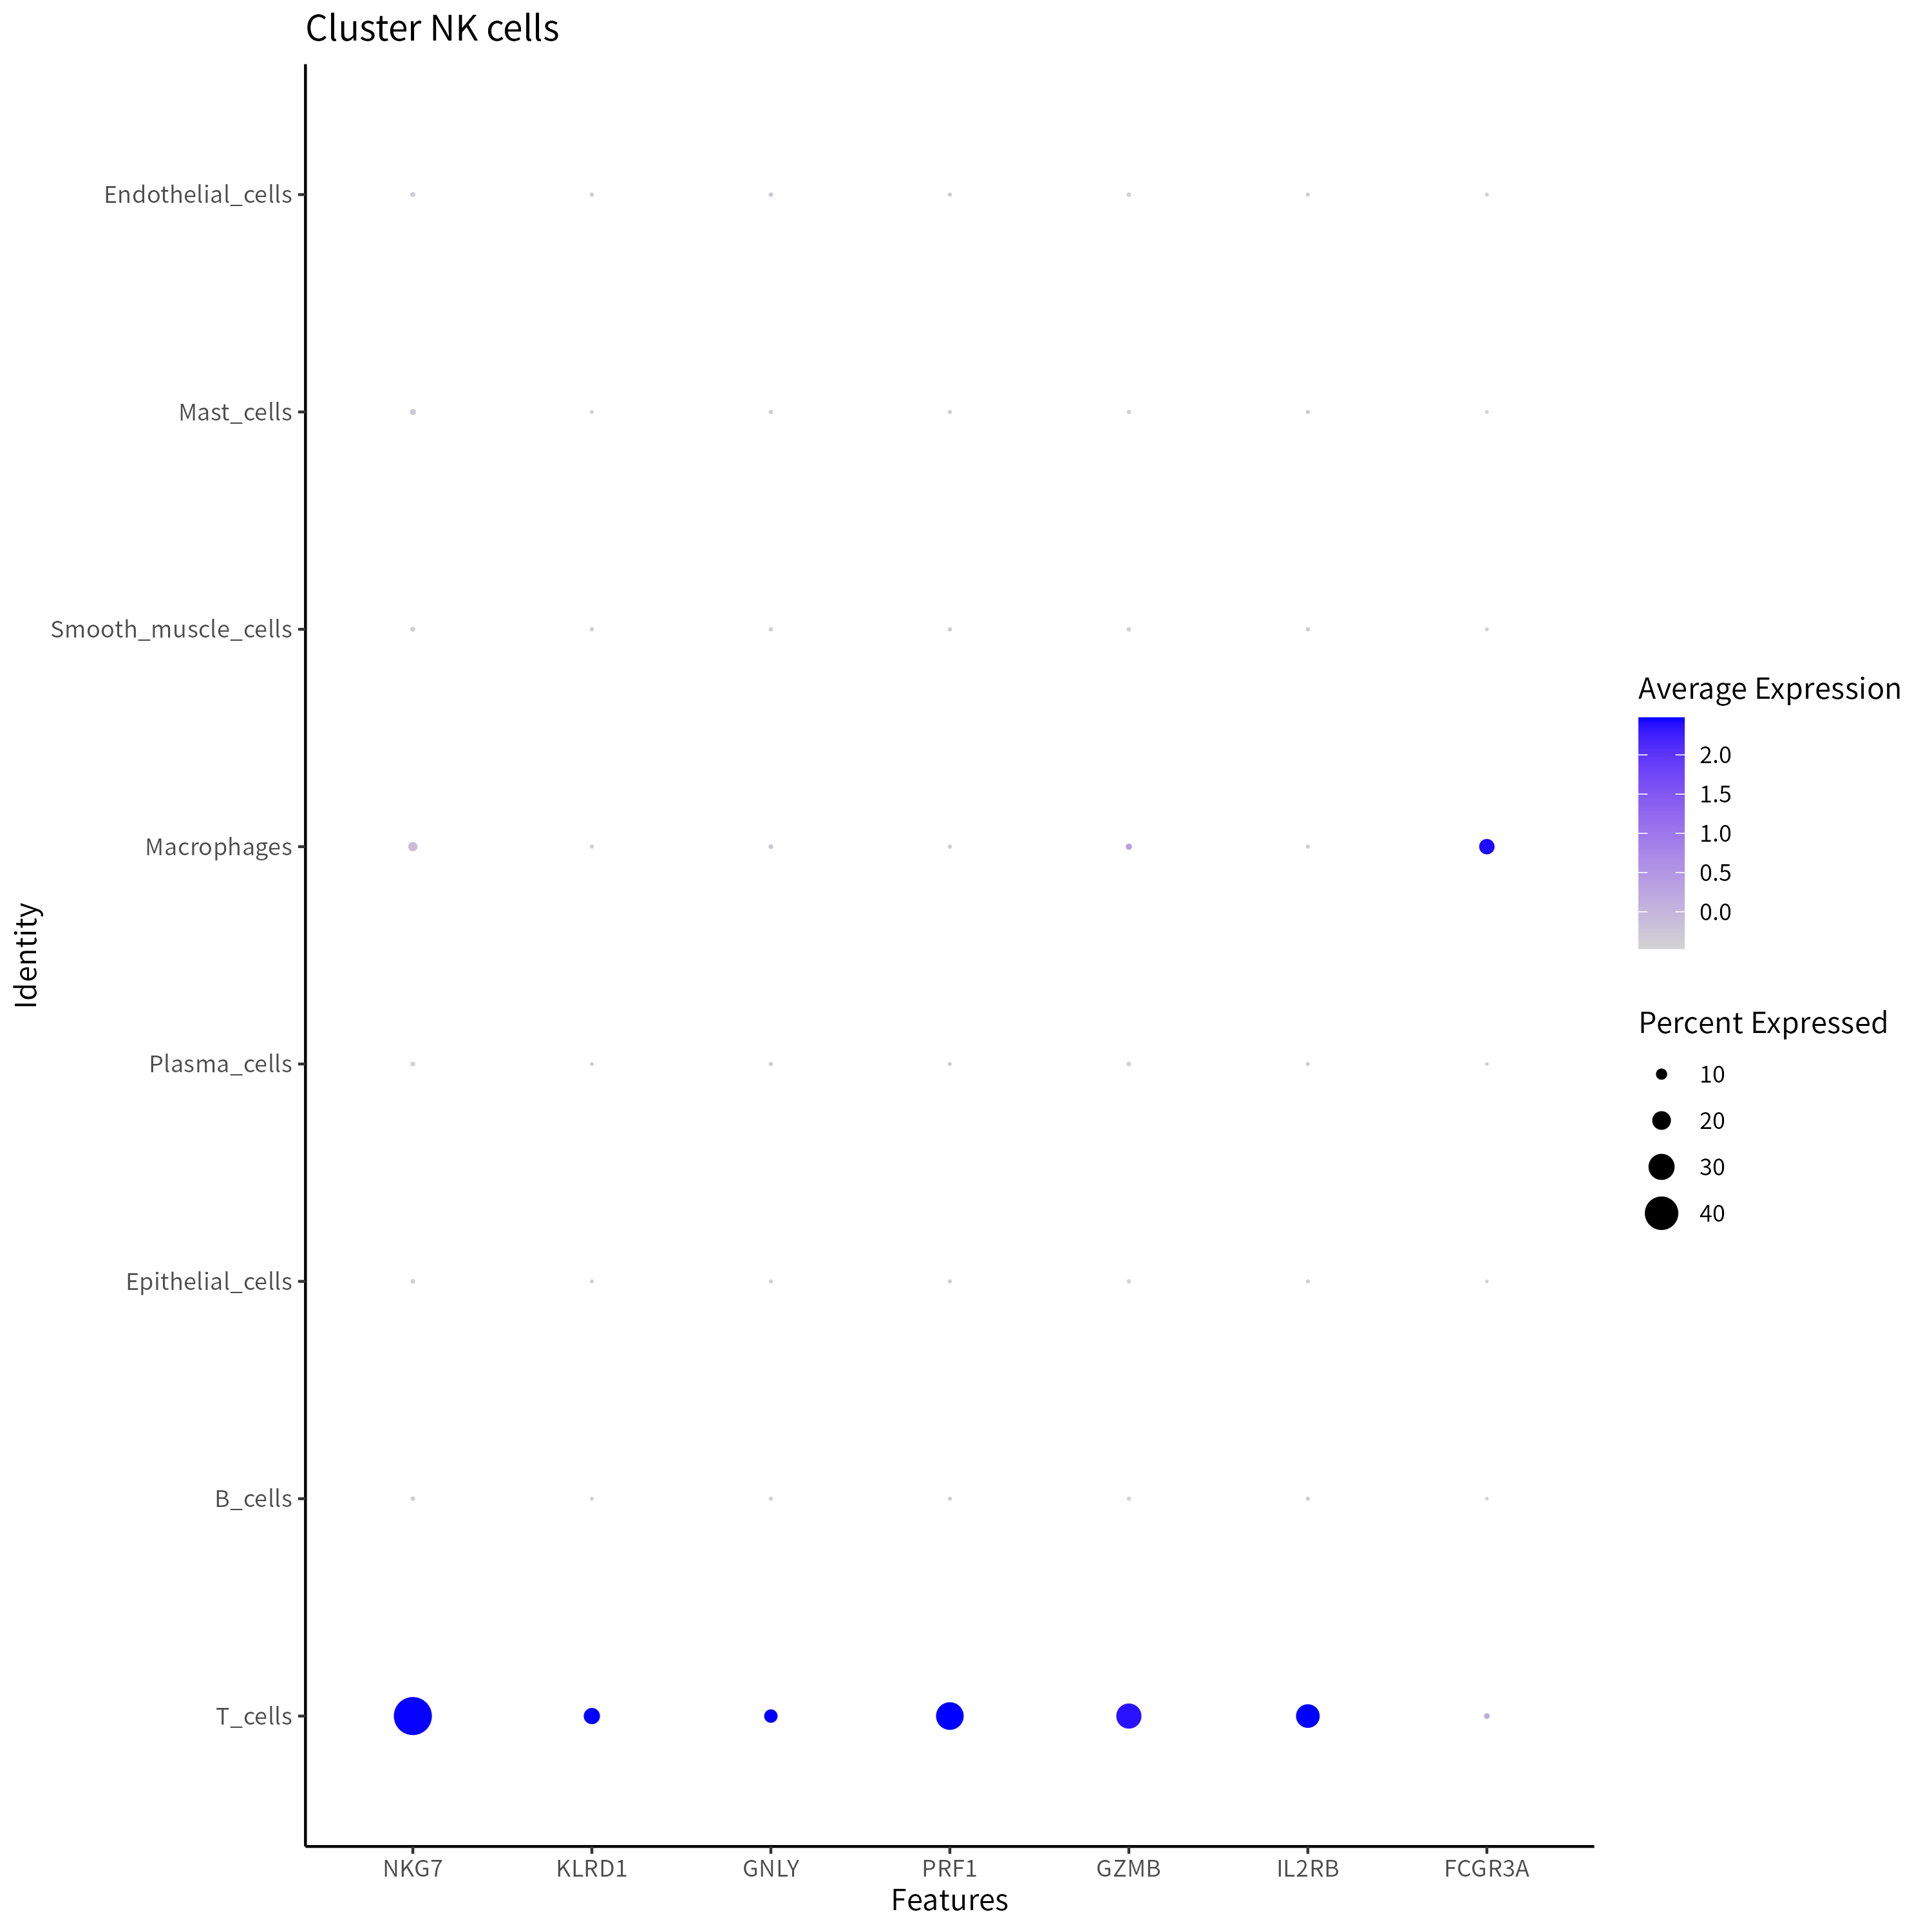 Cluster NK cells
Endothelial_cells
Mast_cells
Smooth_muscle_cells
Macrophages
Plasma_cells
Epithelial_cells
B_cells
T_cells
Identity
NKG7 KLRD1 GNLY PRF1 GZMB IL2RB FCGR3A
Features
Average Expression
2.0
1.5
1.0
0.5
0.0
Percent Expressed
10
20
30
40